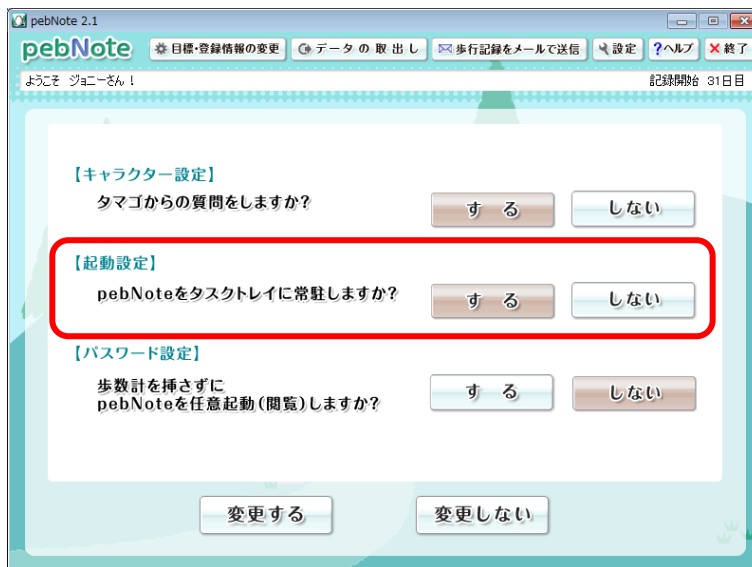 pebNote 2.1
pebNote 目標・登録情報の変更 データの取出し 歩行記録をメールで送信 設定 ?ヘルプ ×終了
ようこそ ジョニーさん! 記録開始 31日目
【キャラクター設定】
タマゴからの質問をしますか? する しない
【起動設定】
pebNoteをタスクトレイに常駐しますか? する しない
【パスワード設定】
歩数計を挿さずに
pebNoteを任意起動(閲覧)しますか? する しない
変更する 変更しない